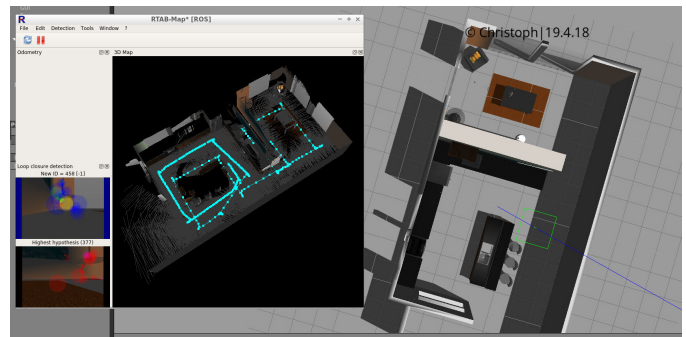 RTAB-Map* [ROS]
File Edit Detection Tools Window ?
Odometry
3D Map
Loop closure detection
New ID = 458 [-1]
Highest hypothesis (377)
© Christoph|19.4.18